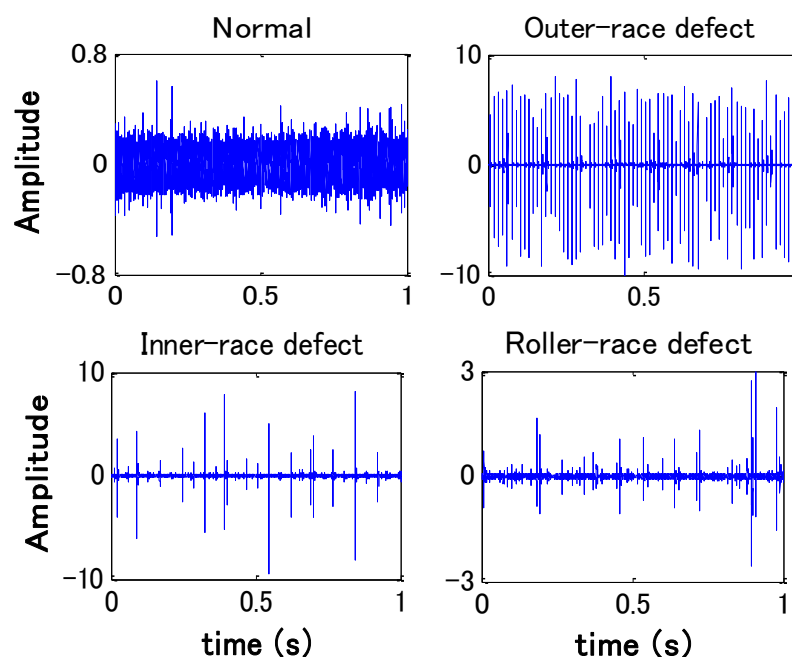 Normal
Outer-race defect
Amplitude
0.8
0
-0.8
0
0.5
1
10
0
-10
0
0.5
Inner-race defect
Roller-race defect
Amplitude
10
0
-10
0
0.5
1
time (s)
3
0
-3
0
0.5
1
time (s)